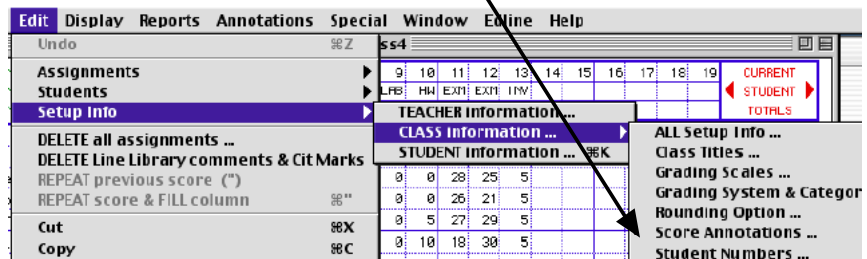 Edit Display Reports Annotations Special Window Edline Help
Undo ⌘Z
ss4
Assignments
Students
Setup Info
DELETE all assignments ...
DELETE Line Library comments & Cit Marks
REPEAT previous score (")
REPEAT score & FILL column ⌘"
Cut ⌘X
Copy ⌘C
9 10 11 12 13 14 15 16 17 18 19
LAB HW EXM EXM INV
CURRENT
STUDENT
TOTALS
TEACHER Information ...
CLASS Information ...
STUDENT Information ... ⌘K
0 0 28 25 5
0 0 26 21 5
0 5 27 29 5
0 10 18 30 5
ALL Setup Info ...
Class Titles ...
Grading Scales ...
Grading System & Categor
Rounding Option ...
Score Annotations ...
Student Numbers ...